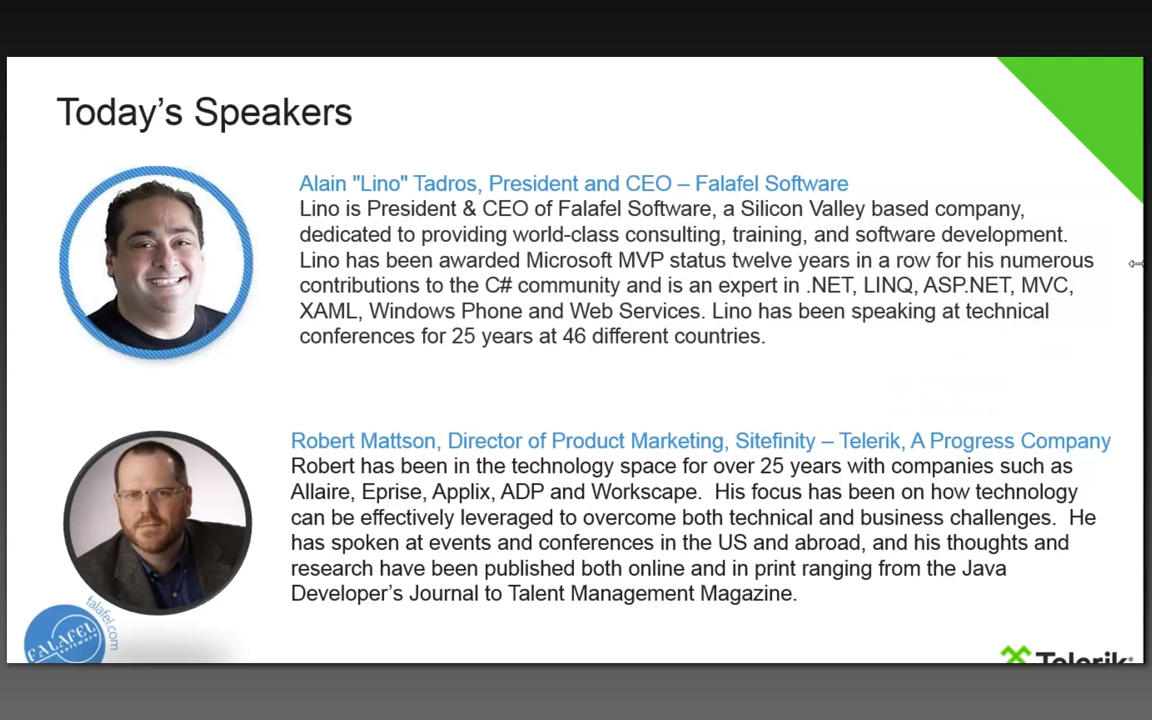 Today's Speakers
Alain "Lino" Tadros, President and CEO – Falafel Software
Lino is President & CEO of Falafel Software, a Silicon Valley based company,
dedicated to providing world-class consulting, training, and software development.
Lino has been awarded Microsoft MVP status twelve years in a row for his numerous
contributions to the C# community and is an expert in .NET, LINQ, ASP.NET, MVC,
XAML, Windows Phone and Web Services. Lino has been speaking at technical
conferences for 25 years at 46 different countries.
Robert Mattson, Director of Product Marketing, Sitefinity – Telerik, A Progress Company
Robert has been in the technology space for over 25 years with companies such as
Allaire, Eprise, Applix, ADP and Workscape.  His focus has been on how technology
can be effectively leveraged to overcome both technical and business challenges.  He
has spoken at events and conferences in the US and abroad, and his thoughts and
research have been published both online and in print ranging from the Java
Developer's Journal to Talent Management Magazine.
falafel.com
FALAFEL
software
Telerik